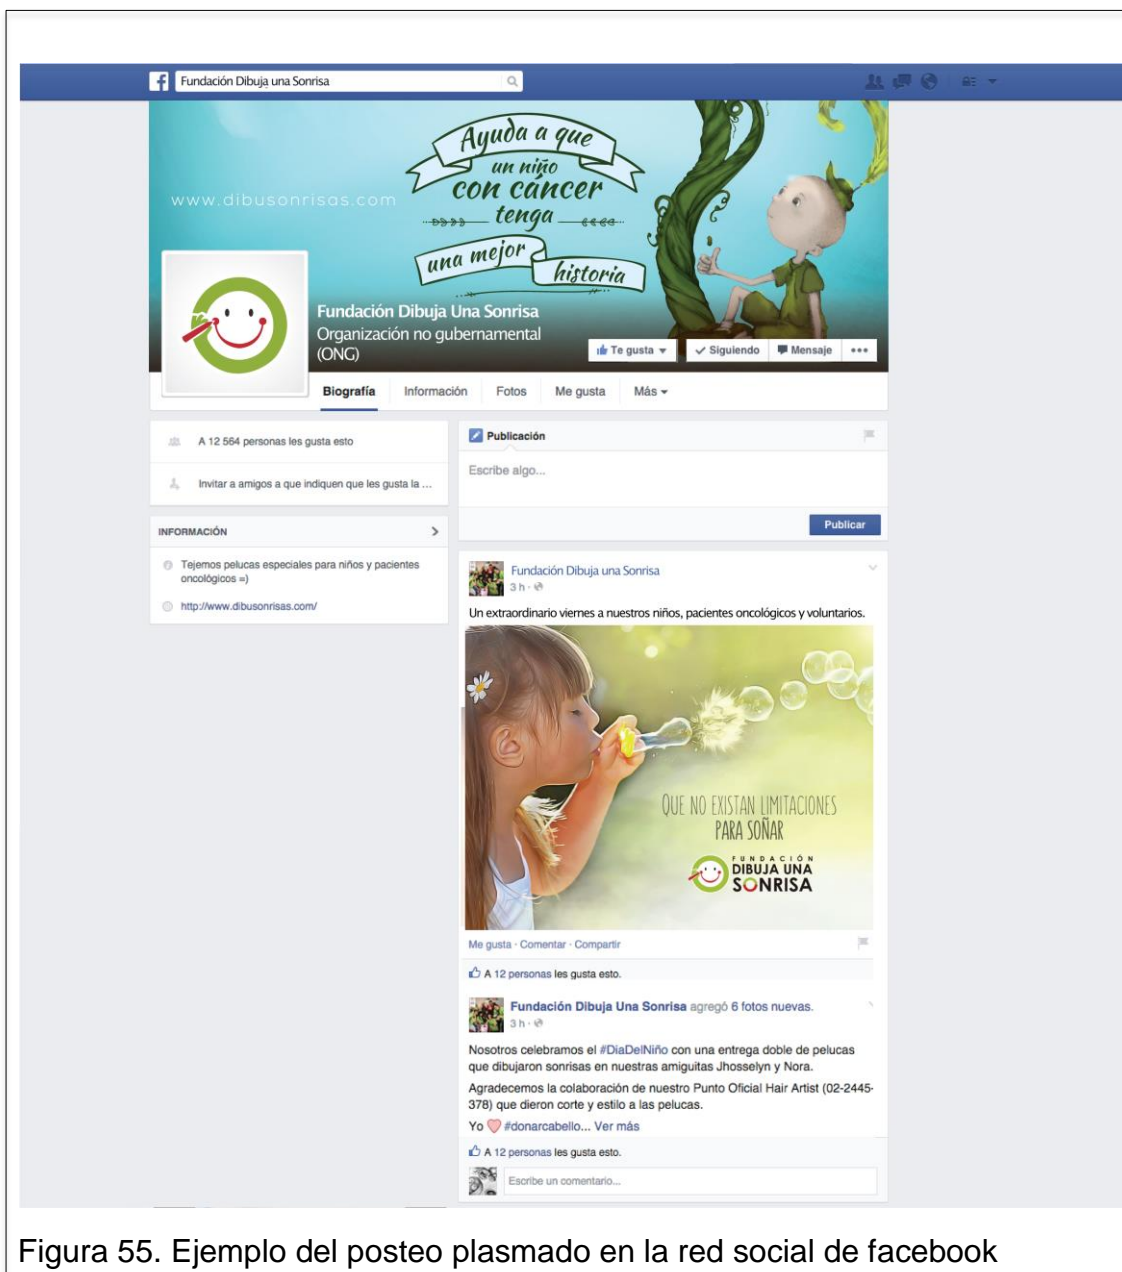 Fundación Dibuja una Sonrisa
Ayuda a que
un niño
con cáncer
tenga
una mejor
historia
www.dibusonrisas.com
Fundación Dibuja Una Sonrisa
Organización no gubernamental
(ONG)
Te gusta
Siguiendo
Mensaje
Biografía Información Fotos Me gusta Más
A 12 564 personas les gusta esto
Invitar a amigos a que indiquen que les gusta la ...
INFORMACIÓN
Tejemos pelucas especiales para niños y pacientes
oncológicos =)
http://www.dibusonrisas.com/
Publicación
Escribe algo...
Publicar
Fundación Dibuja una Sonrisa
3 h ·
Un extraordinario viernes a nuestros niños, pacientes oncológicos y voluntarios.
QUE NO EXISTAN LIMITACIONES
PARA SOÑAR
FUNDACIÓN
DIBUJA UNA
SONRISA
Me gusta · Comentar · Compartir
A 12 personas les gusta esto.
Fundación Dibuja Una Sonrisa agregó 6 fotos nuevas.
3 h ·
Nosotros celebramos el #DiaDelNiño con una entrega doble de pelucas
que dibujaron sonrisas en nuestras amiguitas Jhosselyn y Nora.
Agradecemos la colaboración de nuestro Punto Oficial Hair Artist (02-2445-
378) que dieron corte y estilo a las pelucas.
Yo ♡ #donarcabello... Ver más
A 12 personas les gusta esto.
Escribe un comentario...
Figura 55. Ejemplo del posteo plasmado en la red social de facebook